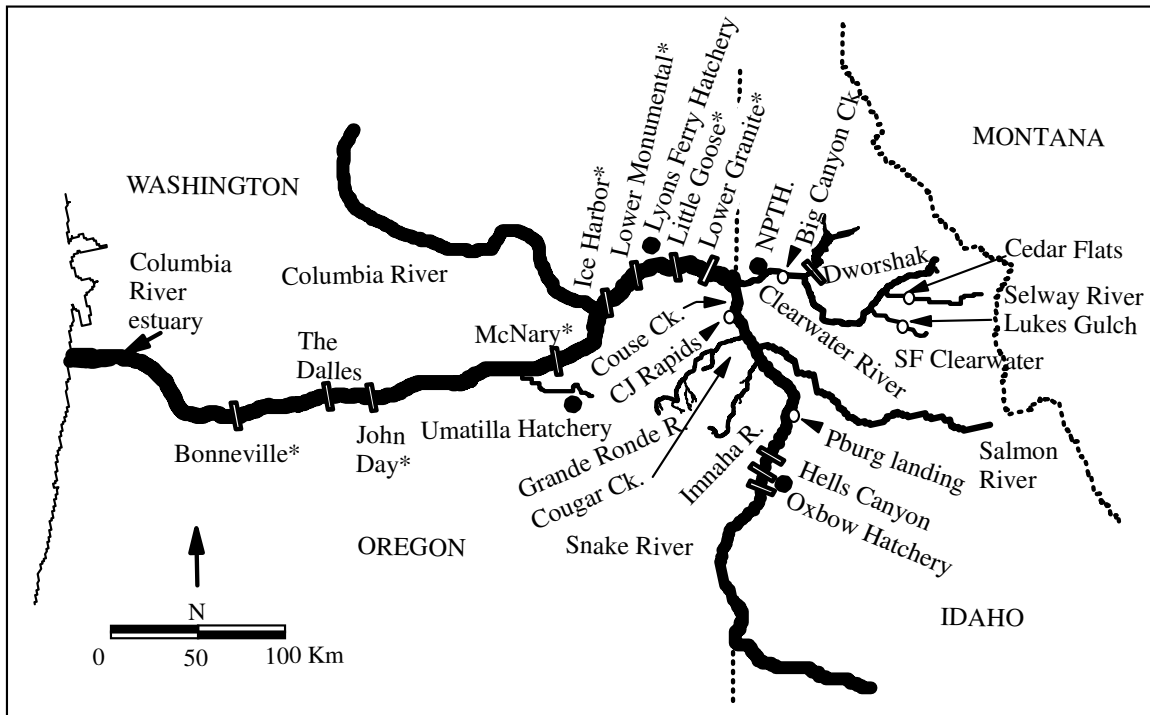 MONTANA
WASHINGTON
Columbia
River
estuary
Columbia River
Ice Harbor*
Lower Monumental*
Lyons Ferry Hatchery
Little Goose*
Lower Granite*
NPTH.
Big Canyon Ck
Dworshak
Cedar Flats
Selway River
Lukes Gulch
SF Clearwater
Clearwater River
The
Dalles
McNary*
Couse Ck.
CJ Rapids
Bonneville*
John
Day*
Umatilla Hatchery
Grande Ronde R.
Cougar Ck.
Imnaha R.
Pburg landing
Salmon
River
Hells Canyon
Oxbow Hatchery
OREGON
Snake River
IDAHO
N
0
50
100 Km